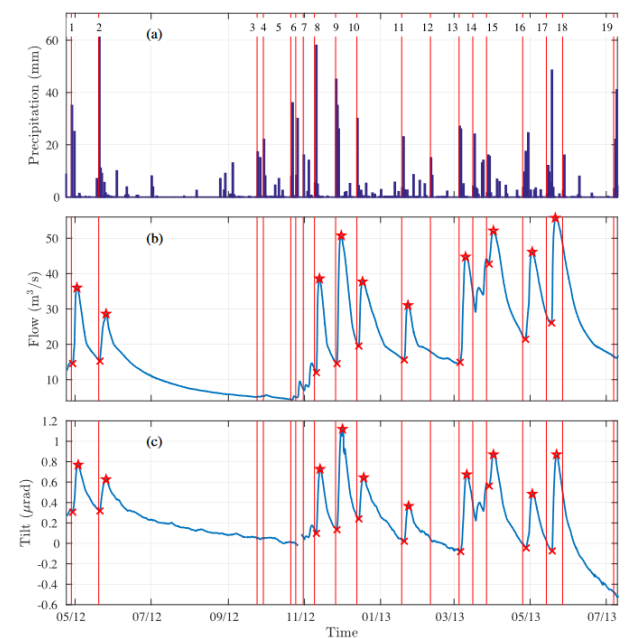 1 2 3 4 5 6 7 8 9 10 11 12 13 14 15 16 17 18 19
(a)
Precipitation (mm)
60
40
20
0
(b)
Flow (m³/s)
50
40
30
20
10
(c)
Tilt (μrad)
1.2
1
0.8
0.6
0.4
0.2
0
-0.2
-0.4
-0.6
05/12 07/12 09/12 11/12 01/13 03/13 05/13 07/13
Time